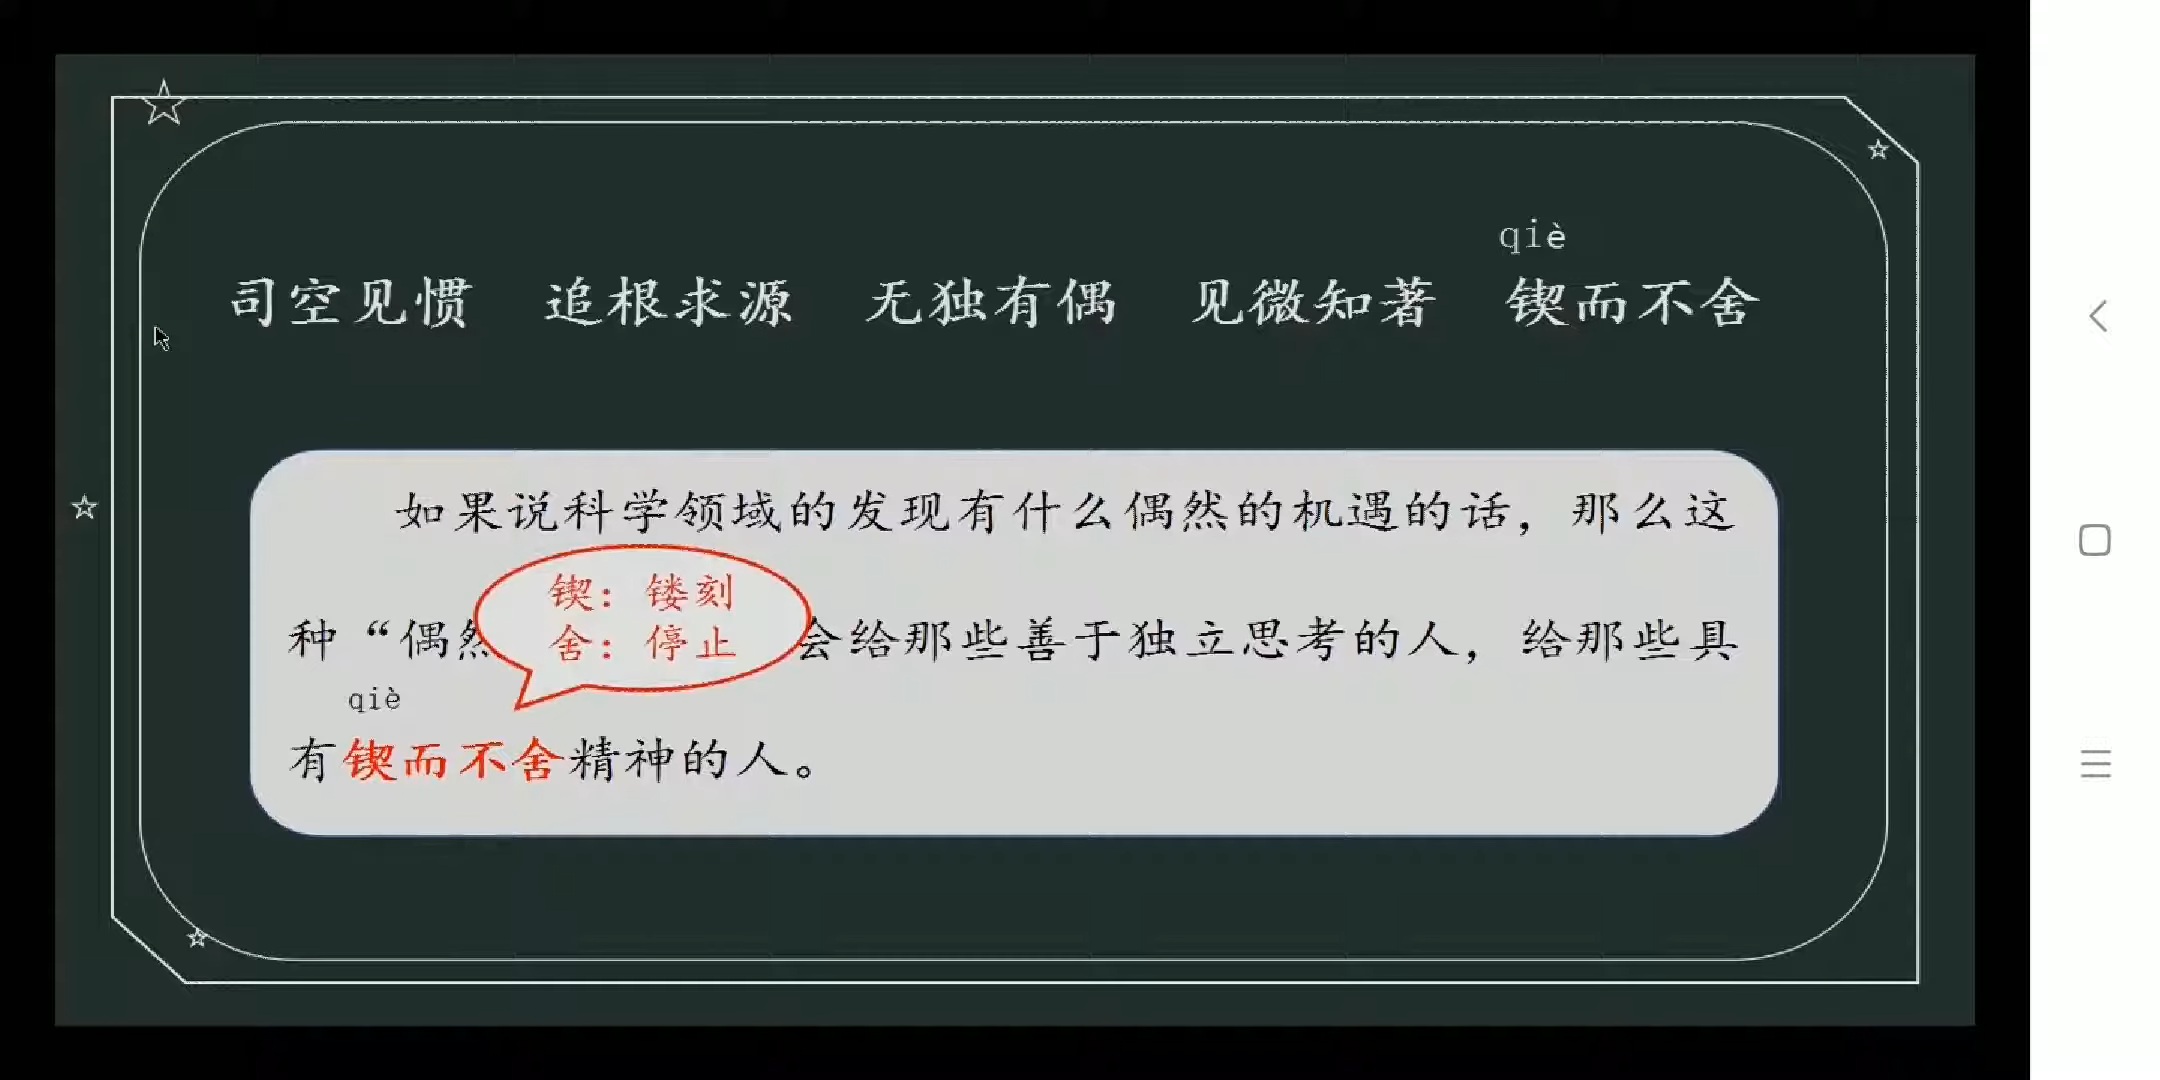 qiè
司空见惯 追根求源 无独有偶 见微知著 锲而不舍
如果说科学领域的发现有什么偶然的机遇的话，那么这
锲：镂刻
舍：停止
种“偶然 会给那些善于独立思考的人，给那些具
qiè
有锲而不舍精神的人。